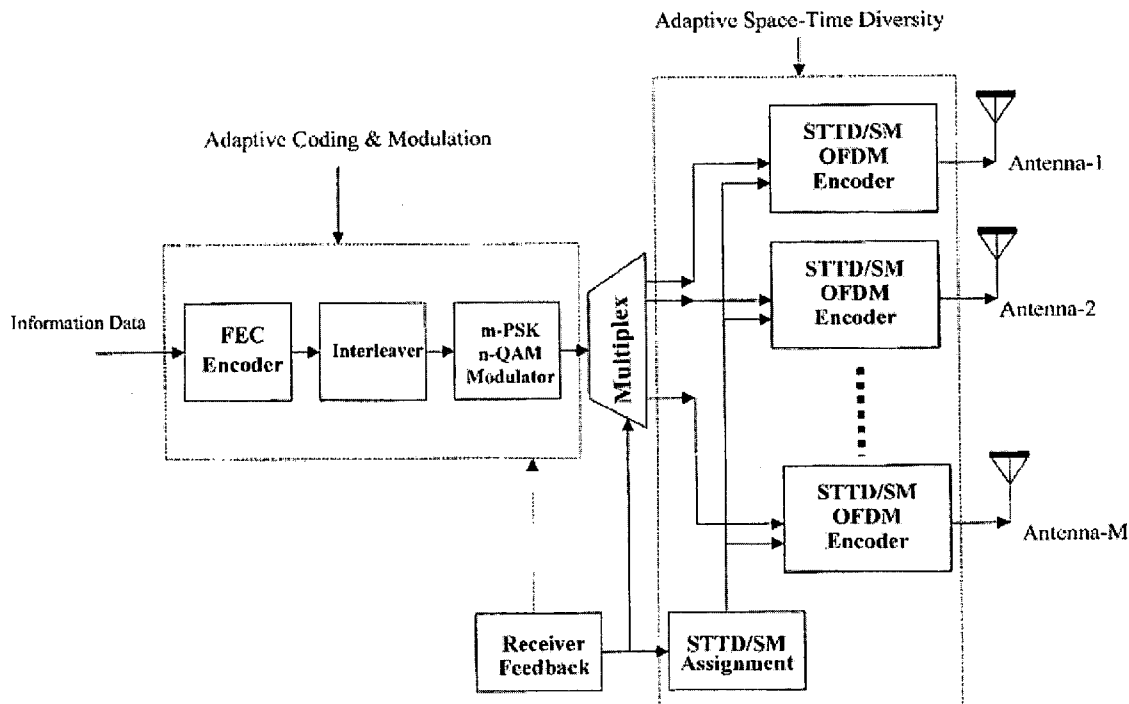 Adaptive Space-Time Diversity
Adaptive Coding & Modulation
STTD/SM
OFDM
Encoder
Antenna-1
STTD/SM
OFDM
Encoder
Antenna-2
Information Data
FEC
Encoder
Interleaver
m-PSK
n-QAM
Modulator
Multiplex
STTD/SM
OFDM
Encoder
Antenna-M
Receiver
Feedback
STTD/SM
Assignment